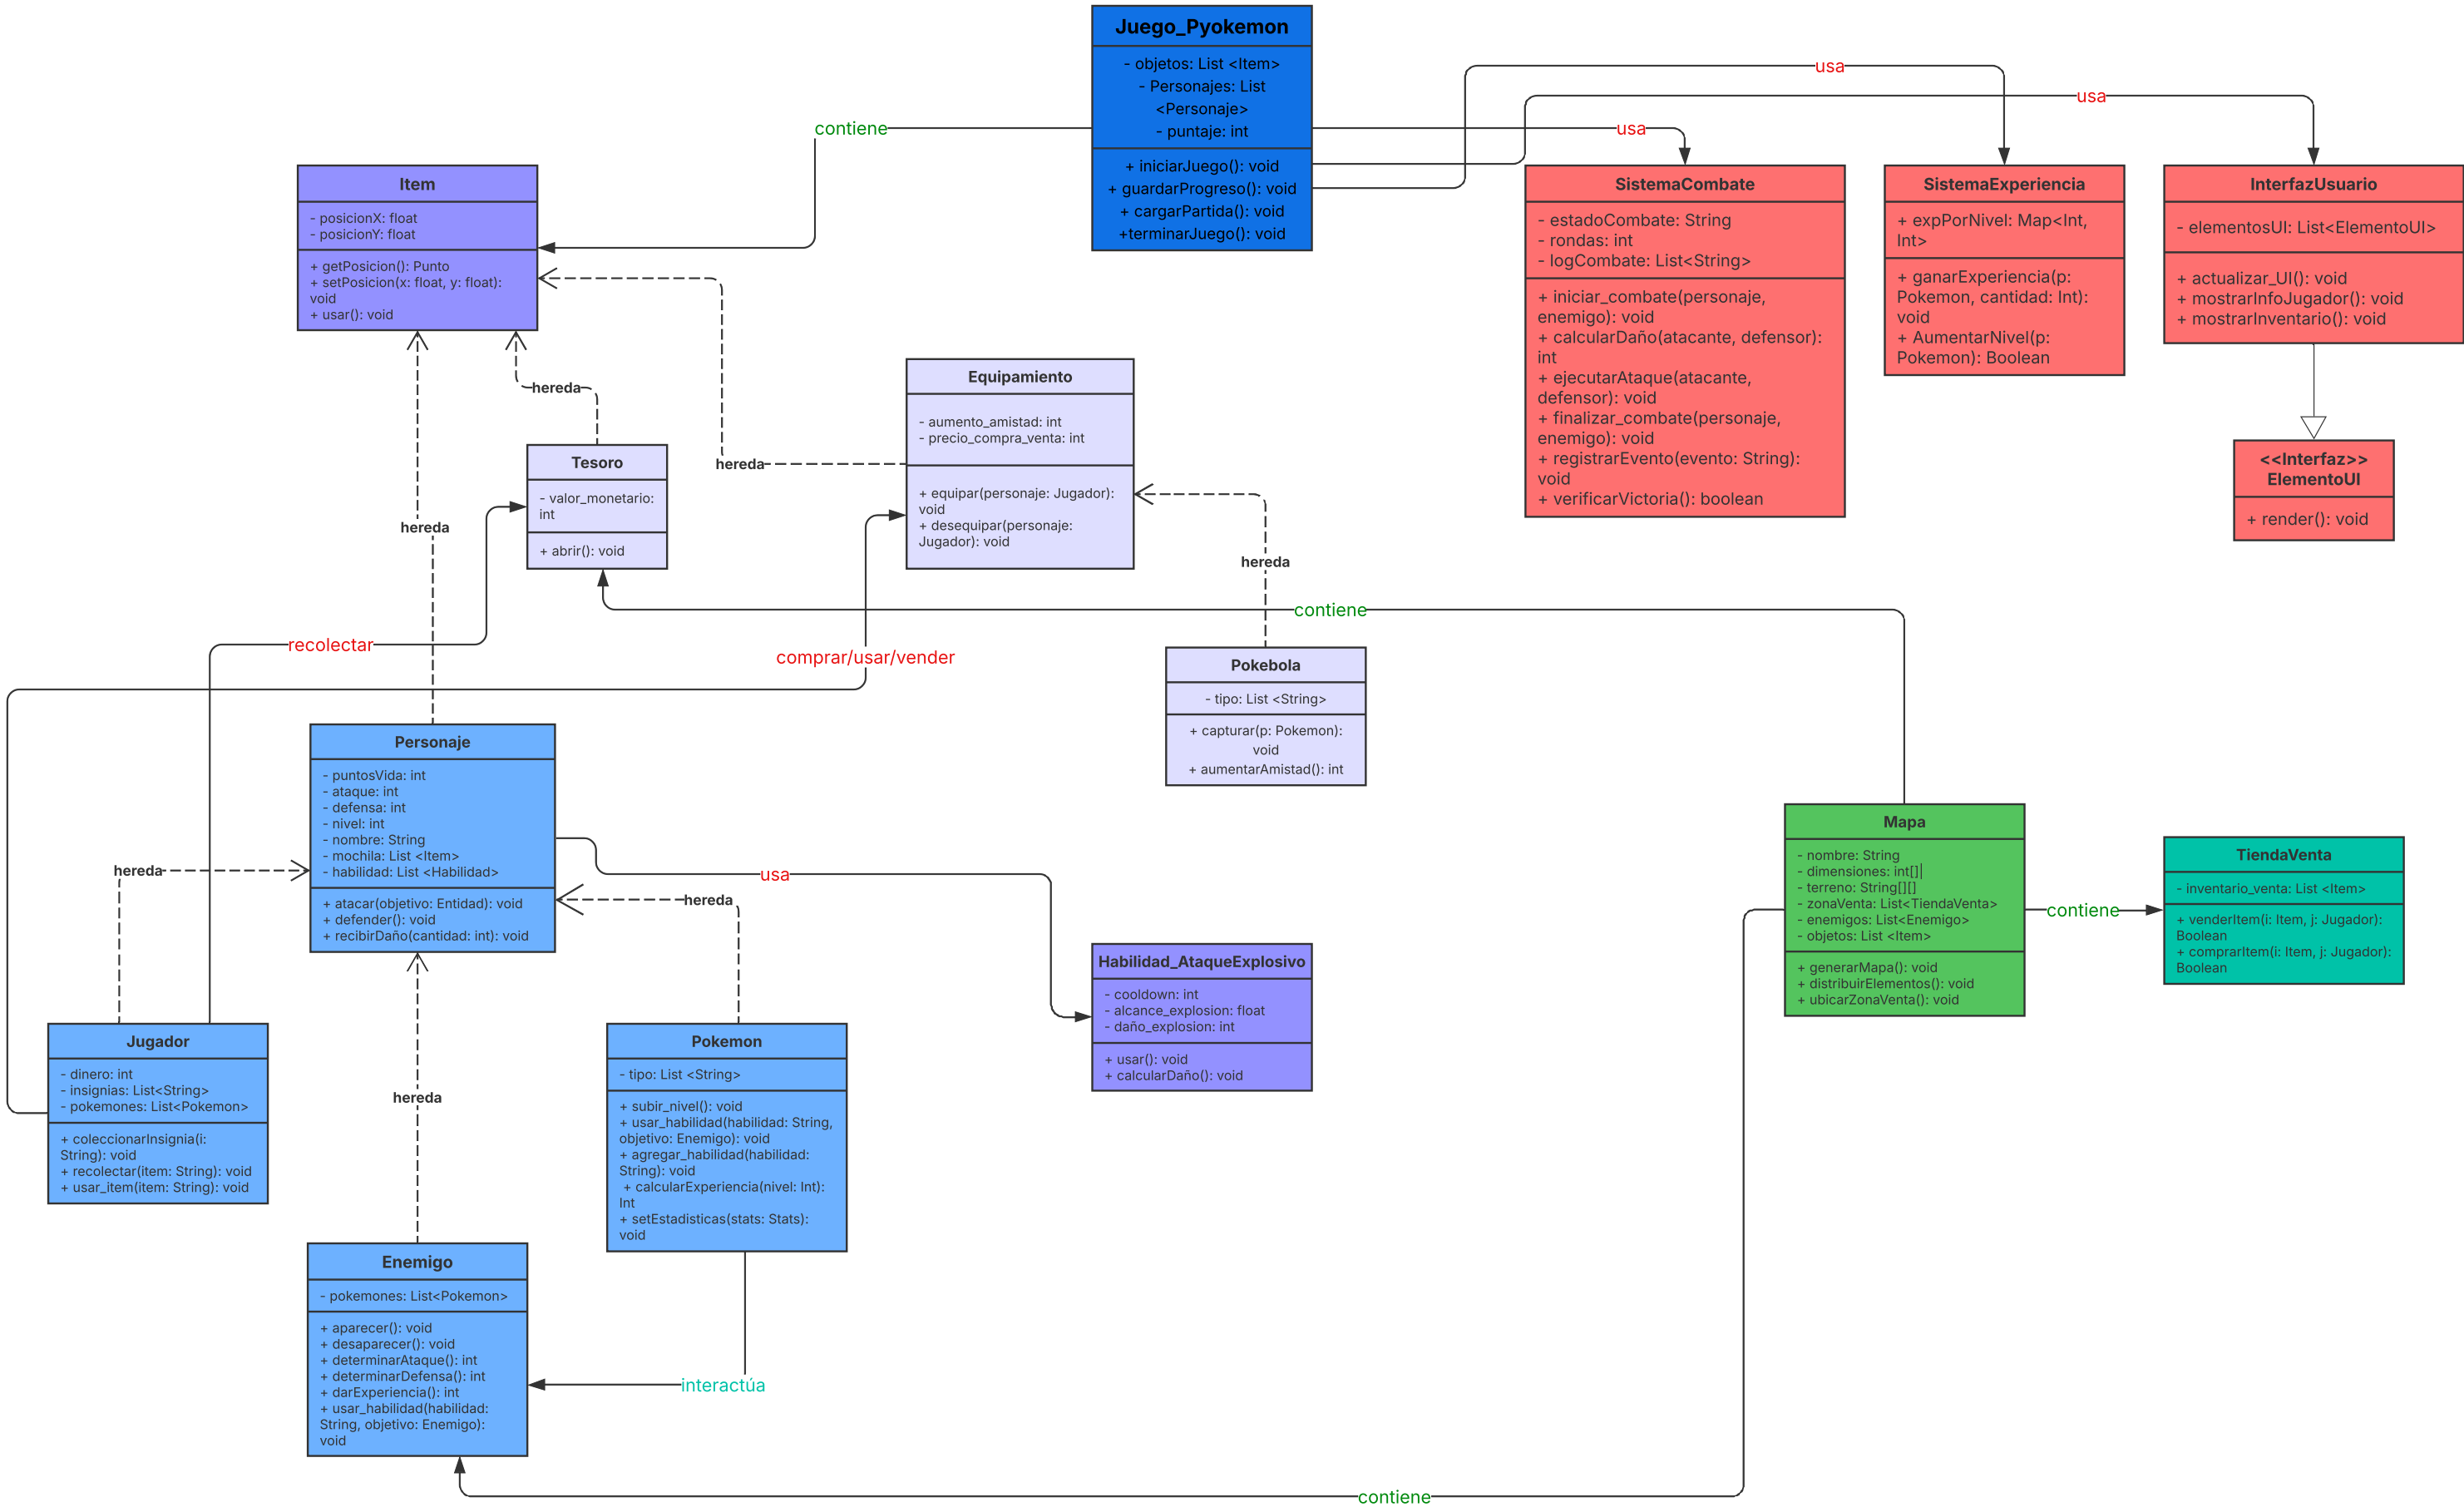 Juego_Pyokemon
- objetos: List <Item>
- Personajes: List
<Personaje>
- puntaje: int
+ iniciarJuego(): void
+ guardarProgreso(): void
+ cargarPartida(): void
+terminarJuego(): void
usa
usa
usa
contiene
Item
- posicionX: float
- posicionY: float
+ getPosicion(): Punto
+ setPosicion(x: float, y: float):
void
+ usar(): void
SistemaCombate
- estadoCombate: String
- rondas: int
- logCombate: List<String>
+ iniciar_combate(personaje,
enemigo): void
+ calcularDaño(atacante, defensor):
int
+ ejecutarAtaque(atacante,
defensor): void
+ finalizar_combate(personaje,
enemigo): void
+ registrarEvento(evento: String):
void
+ verificarVictoria(): boolean
SistemaExperiencia
+ expPorNivel: Map<Int,
Int>
+ ganarExperiencia(p:
Pokemon, cantidad: Int):
void
+ AumentarNivel(p:
Pokemon): Boolean
InterfazUsuario
- elementosUI: List<ElementoUI>
+ actualizar_UI(): void
+ mostrarInfoJugador(): void
+ mostrarInventario(): void
<<Interfaz>>
ElementoUI
+ render(): void
hereda
Tesoro
- valor_monetario:
int
+ abrir(): void
hereda
Equipamiento
- aumento_amistad: int
- precio_compra_venta: int
+ equipar(personaje: Jugador):
void
+ desequipar(personaje:
Jugador): void
hereda
hereda
contiene
recolectar
comprar/usar/vender
Pokebola
- tipo: List <String>
+ capturar(p: Pokemon):
void
+ aumentarAmistad(): int
Personaje
- puntosVida: int
- ataque: int
- defensa: int
- nivel: int
- nombre: String
- mochila: List <Item>
- habilidad: List <Habilidad>
+ atacar(objetivo: Entidad): void
+ defender(): void
+ recibirDaño(cantidad: int): void
hereda
usa
hereda
Mapa
- nombre: String
- dimensiones: int[]|
- terreno: String[][]
- zonaVenta: List<TiendaVenta>
- enemigos: List<Enemigo>
- objetos: List <Item>
+ generarMapa(): void
+ distribuirElementos(): void
+ ubicarZonaVenta(): void
contiene
TiendaVenta
- inventario_venta: List <Item>
+ venderItem(i: Item, j: Jugador):
Boolean
+ comprarItem(i: Item, j: Jugador):
Boolean
Habilidad_AtaqueExplosivo
- cooldown: int
- alcance_explosion: float
- daño_explosion: int
+ usar(): void
+ calcularDaño(): void
Jugador
- dinero: int
- insignias: List<String>
- pokemones: List<Pokemon>
+ coleccionarInsignia(i:
String): void
+ recolectar(item: String): void
+ usar_item(item: String): void
hereda
Pokemon
- tipo: List <String>
+ subir_nivel(): void
+ usar_habilidad(habilidad: String,
objetivo: Enemigo): void
+ agregar_habilidad(habilidad:
String): void
+ calcularExperiencia(nivel: Int):
Int
+ setEstadisticas(stats: Stats):
void
Enemigo
- pokemones: List<Pokemon>
+ aparecer(): void
+ desaparecer(): void
+ determinarAtaque(): int
+ determinarDefensa(): int
+ darExperiencia(): int
+ usar_habilidad(habilidad:
String, objetivo: Enemigo):
void
interactúa
contiene